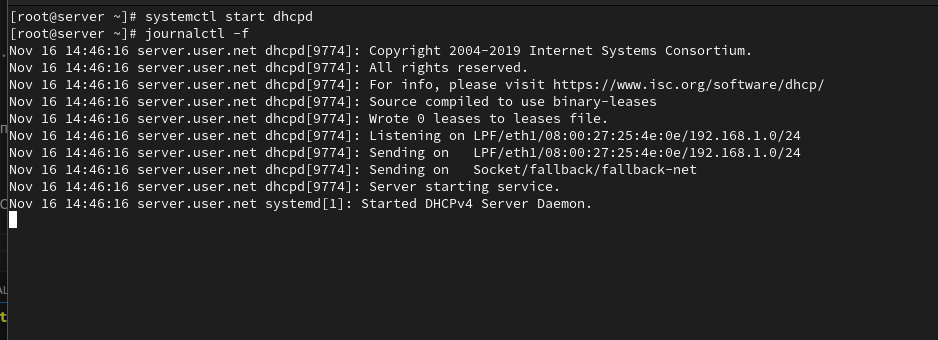 [root@server ~]# systemctl start dhcpd
[root@server ~]# journalctl -f
Nov 16 14:46:16 server.user.net dhcpd[9774]: Copyright 2004-2019 Internet Systems Consortium.
Nov 16 14:46:16 server.user.net dhcpd[9774]: All rights reserved.
Nov 16 14:46:16 server.user.net dhcpd[9774]: For info, please visit https://www.isc.org/software/dhcp/
Nov 16 14:46:16 server.user.net dhcpd[9774]: Source compiled to use binary-leases
Nov 16 14:46:16 server.user.net dhcpd[9774]: Wrote 0 leases to leases file.
Nov 16 14:46:16 server.user.net dhcpd[9774]: Listening on LPF/eth1/08:00:27:25:4e:0e/192.168.1.0/24
Nov 16 14:46:16 server.user.net dhcpd[9774]: Sending on   LPF/eth1/08:00:27:25:4e:0e/192.168.1.0/24
Nov 16 14:46:16 server.user.net dhcpd[9774]: Sending on   Socket/fallback/fallback-net
Nov 16 14:46:16 server.user.net dhcpd[9774]: Server starting service.
Nov 16 14:46:16 server.user.net systemd[1]: Started DHCPv4 Server Daemon.